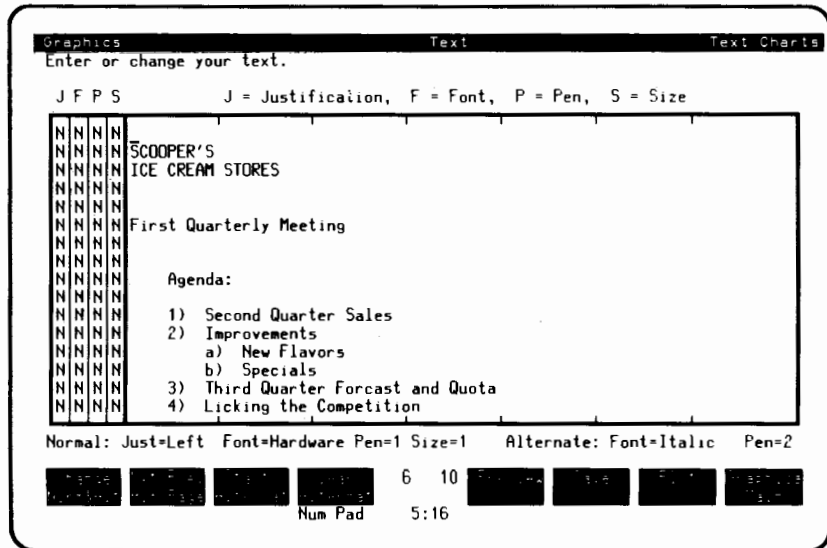 Graphics Text Text Charts
Enter or change your text.
J F P S J = Justification, F = Font, P = Pen, S = Size
N N N N
N N N N SCOOPER'S
N N N N ICE CREAM STORES
N N N N
N N N N
N N N N First Quarterly Meeting
N N N N
N N N N
N N N N Agenda:
N N N N
N N N N 1) Second Quarter Sales
N N N N 2) Improvements
N N N N a) New Flavors
N N N N b) Specials
N N N N 3) Third Quarter Forcast and Quota
N N N N 4) Licking the Competition
Normal: Just=Left Font=Hardware Pen=1 Size=1 Alternate: Font=Italic Pen=2
6 10
Num Pad 5:16